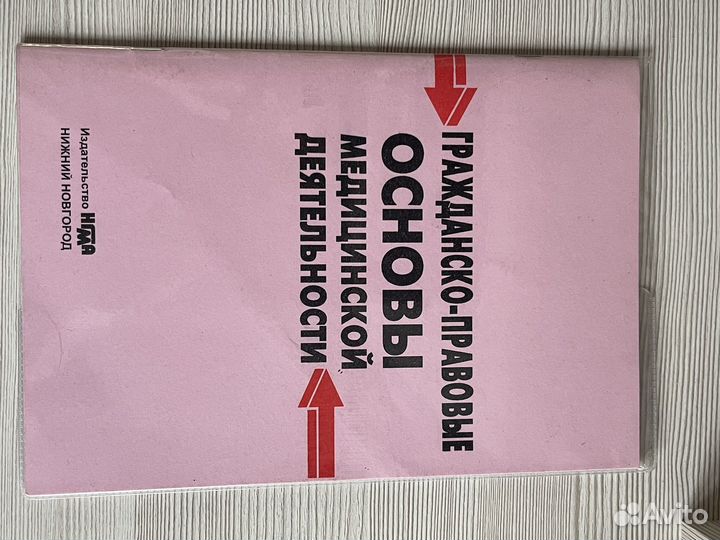 ГРАЖДАНСКО-ПРАВОВЫЕ
ОСНОВЫ
МЕДИЦИНСКОЙ
ДЕЯТЕЛЬНОСТИ
Издательство НГМА
НИЖНИЙ НОВГОРОД
Avito